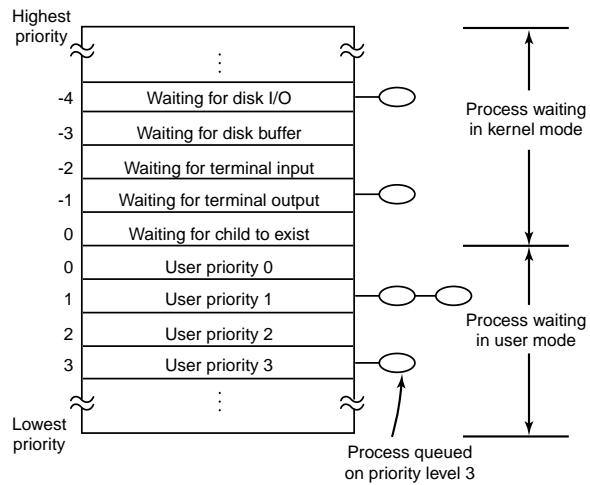 Highest
priority
-4 Waiting for disk I/O
-3 Waiting for disk buffer
-2 Waiting for terminal input
-1 Waiting for terminal output
0 Waiting for child to exist
0 User priority 0
1 User priority 1
2 User priority 2
3 User priority 3
Lowest
priority
Process waiting
in kernel mode
Process waiting
in user mode
Process queued
on priority level 3